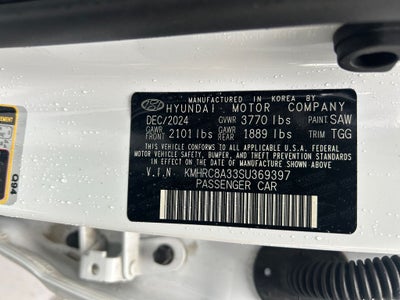 MANUFACTURED IN KOREA BY
HYUNDAI MOTOR COMPANY
DEC/2024 GVWR 3770 lbs PAINT:SAW
GAWR FRONT 2101 lbs GAWR REAR 1889 lbs TRIM TGG
THIS VEHICLE CONFORMS TO ALL APPLICABLE U.S.A. FEDERAL
MOTOR VEHICLE SAFETY, BUMPER, AND THEFT PREVENTION STANDARDS
IN EFFECT ON THE DATE OF MANUFACTURE SHOWN ABOVE.
V.I.N. KMHRC8A33SU369397
PASSENGER CAR